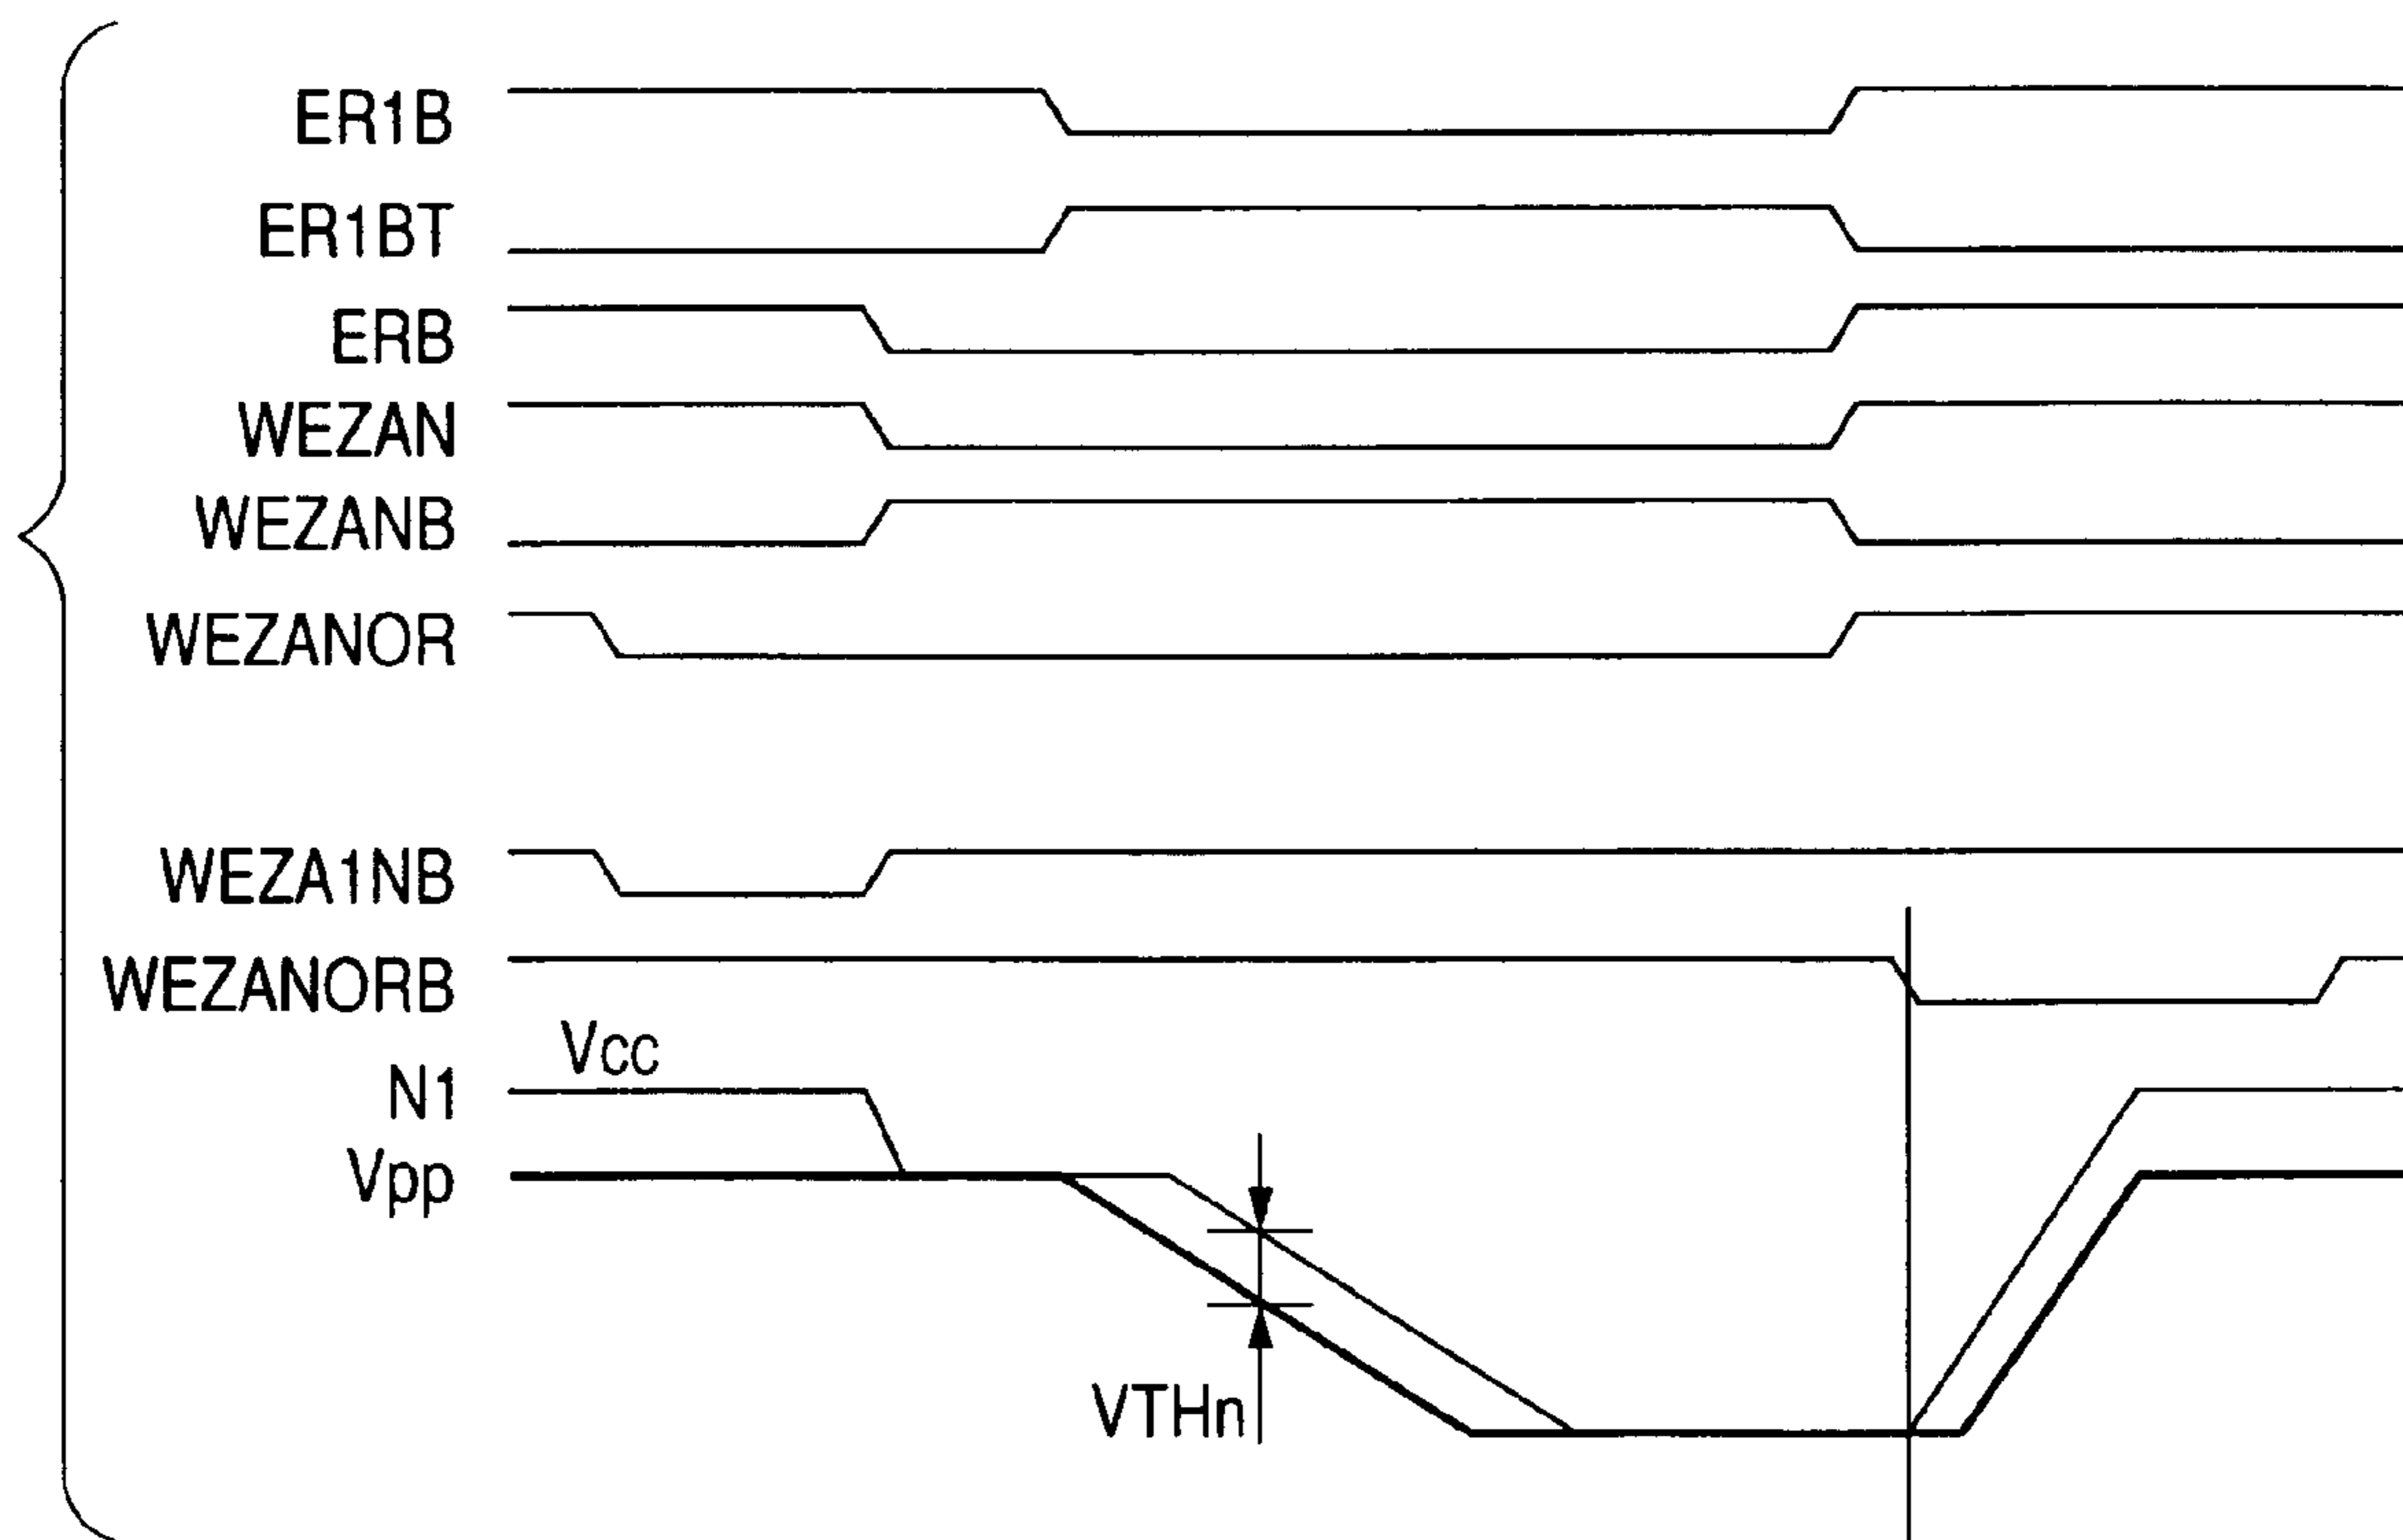 ER1B
ER1BT
ERB
WEZAN
WEZANB
WEZANOR
WEZA1NB
WEZANORB
Vcc
N1
Vpp
VTHn